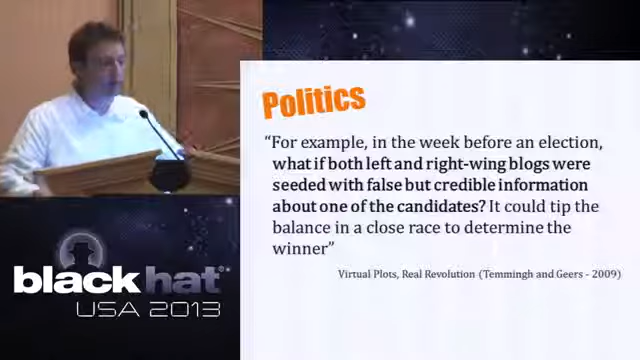 Politics
“For example, in the week before an election,
what if both left and right-wing blogs were
seeded with false but credible information
about one of the candidates? It could tip the
balance in a close race to determine the
winner”
Virtual Plots, Real Revolution (Temmingh and Geers - 2009)
black hat®
USA 2013